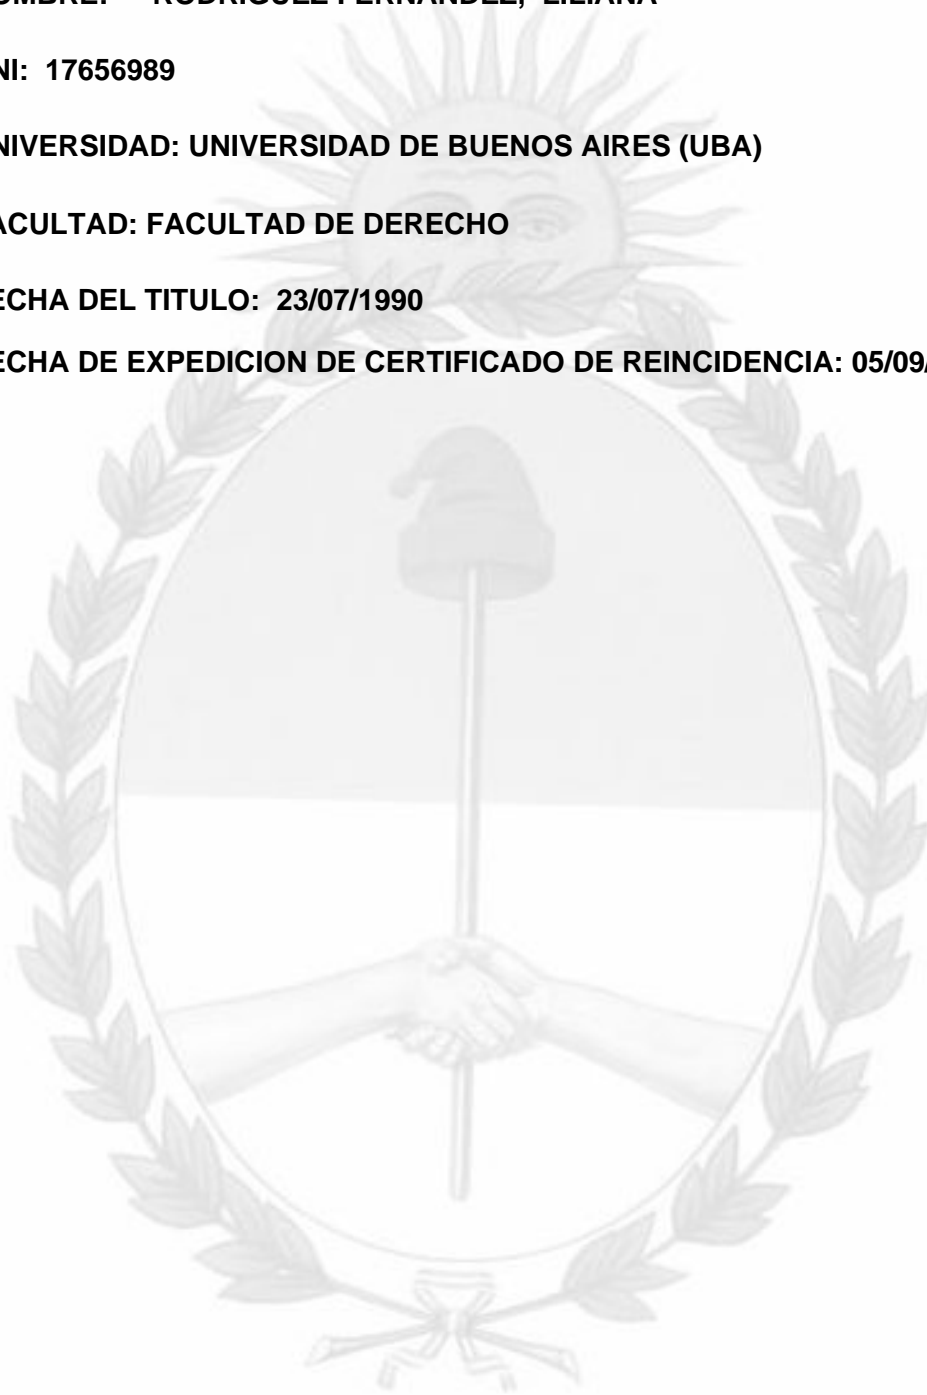 OMBRE: RODRIGUEZ FERNANDEZ, LILIANA
NI: 17656989
NIVERSIDAD: UNIVERSIDAD DE BUENOS AIRES (UBA)
ACULTAD: FACULTAD DE DERECHO
ECHA DEL TITULO: 23/07/1990
ECHA DE EXPEDICION DE CERTIFICADO DE REINCIDENCIA: 05/09/